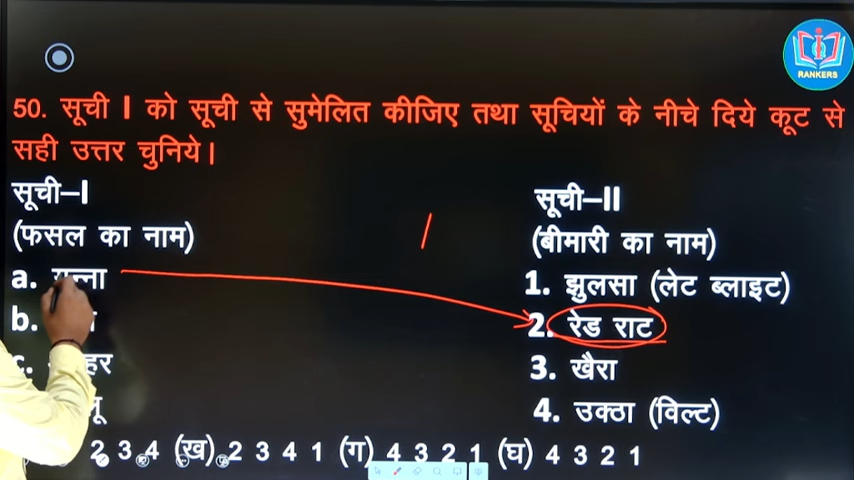 RANKERS
50. सूची I को सूची से सुमेलित कीजिए तथा सूचियों के नीचे दिये कूट से
सही उत्तर चुनिये।
सूची–I
सूची–II
(फसल का नाम)
(बीमारी का नाम)
a. गन्ना
1. झुलसा (लेट ब्लाइट)
b.
2. रेड राट
c.
3. खैरा
4. उक्ठा (विल्ट)
2 3 4 (ख) 2 3 4 1 (ग) 4 3 2 1 (घ) 4 3 2 1